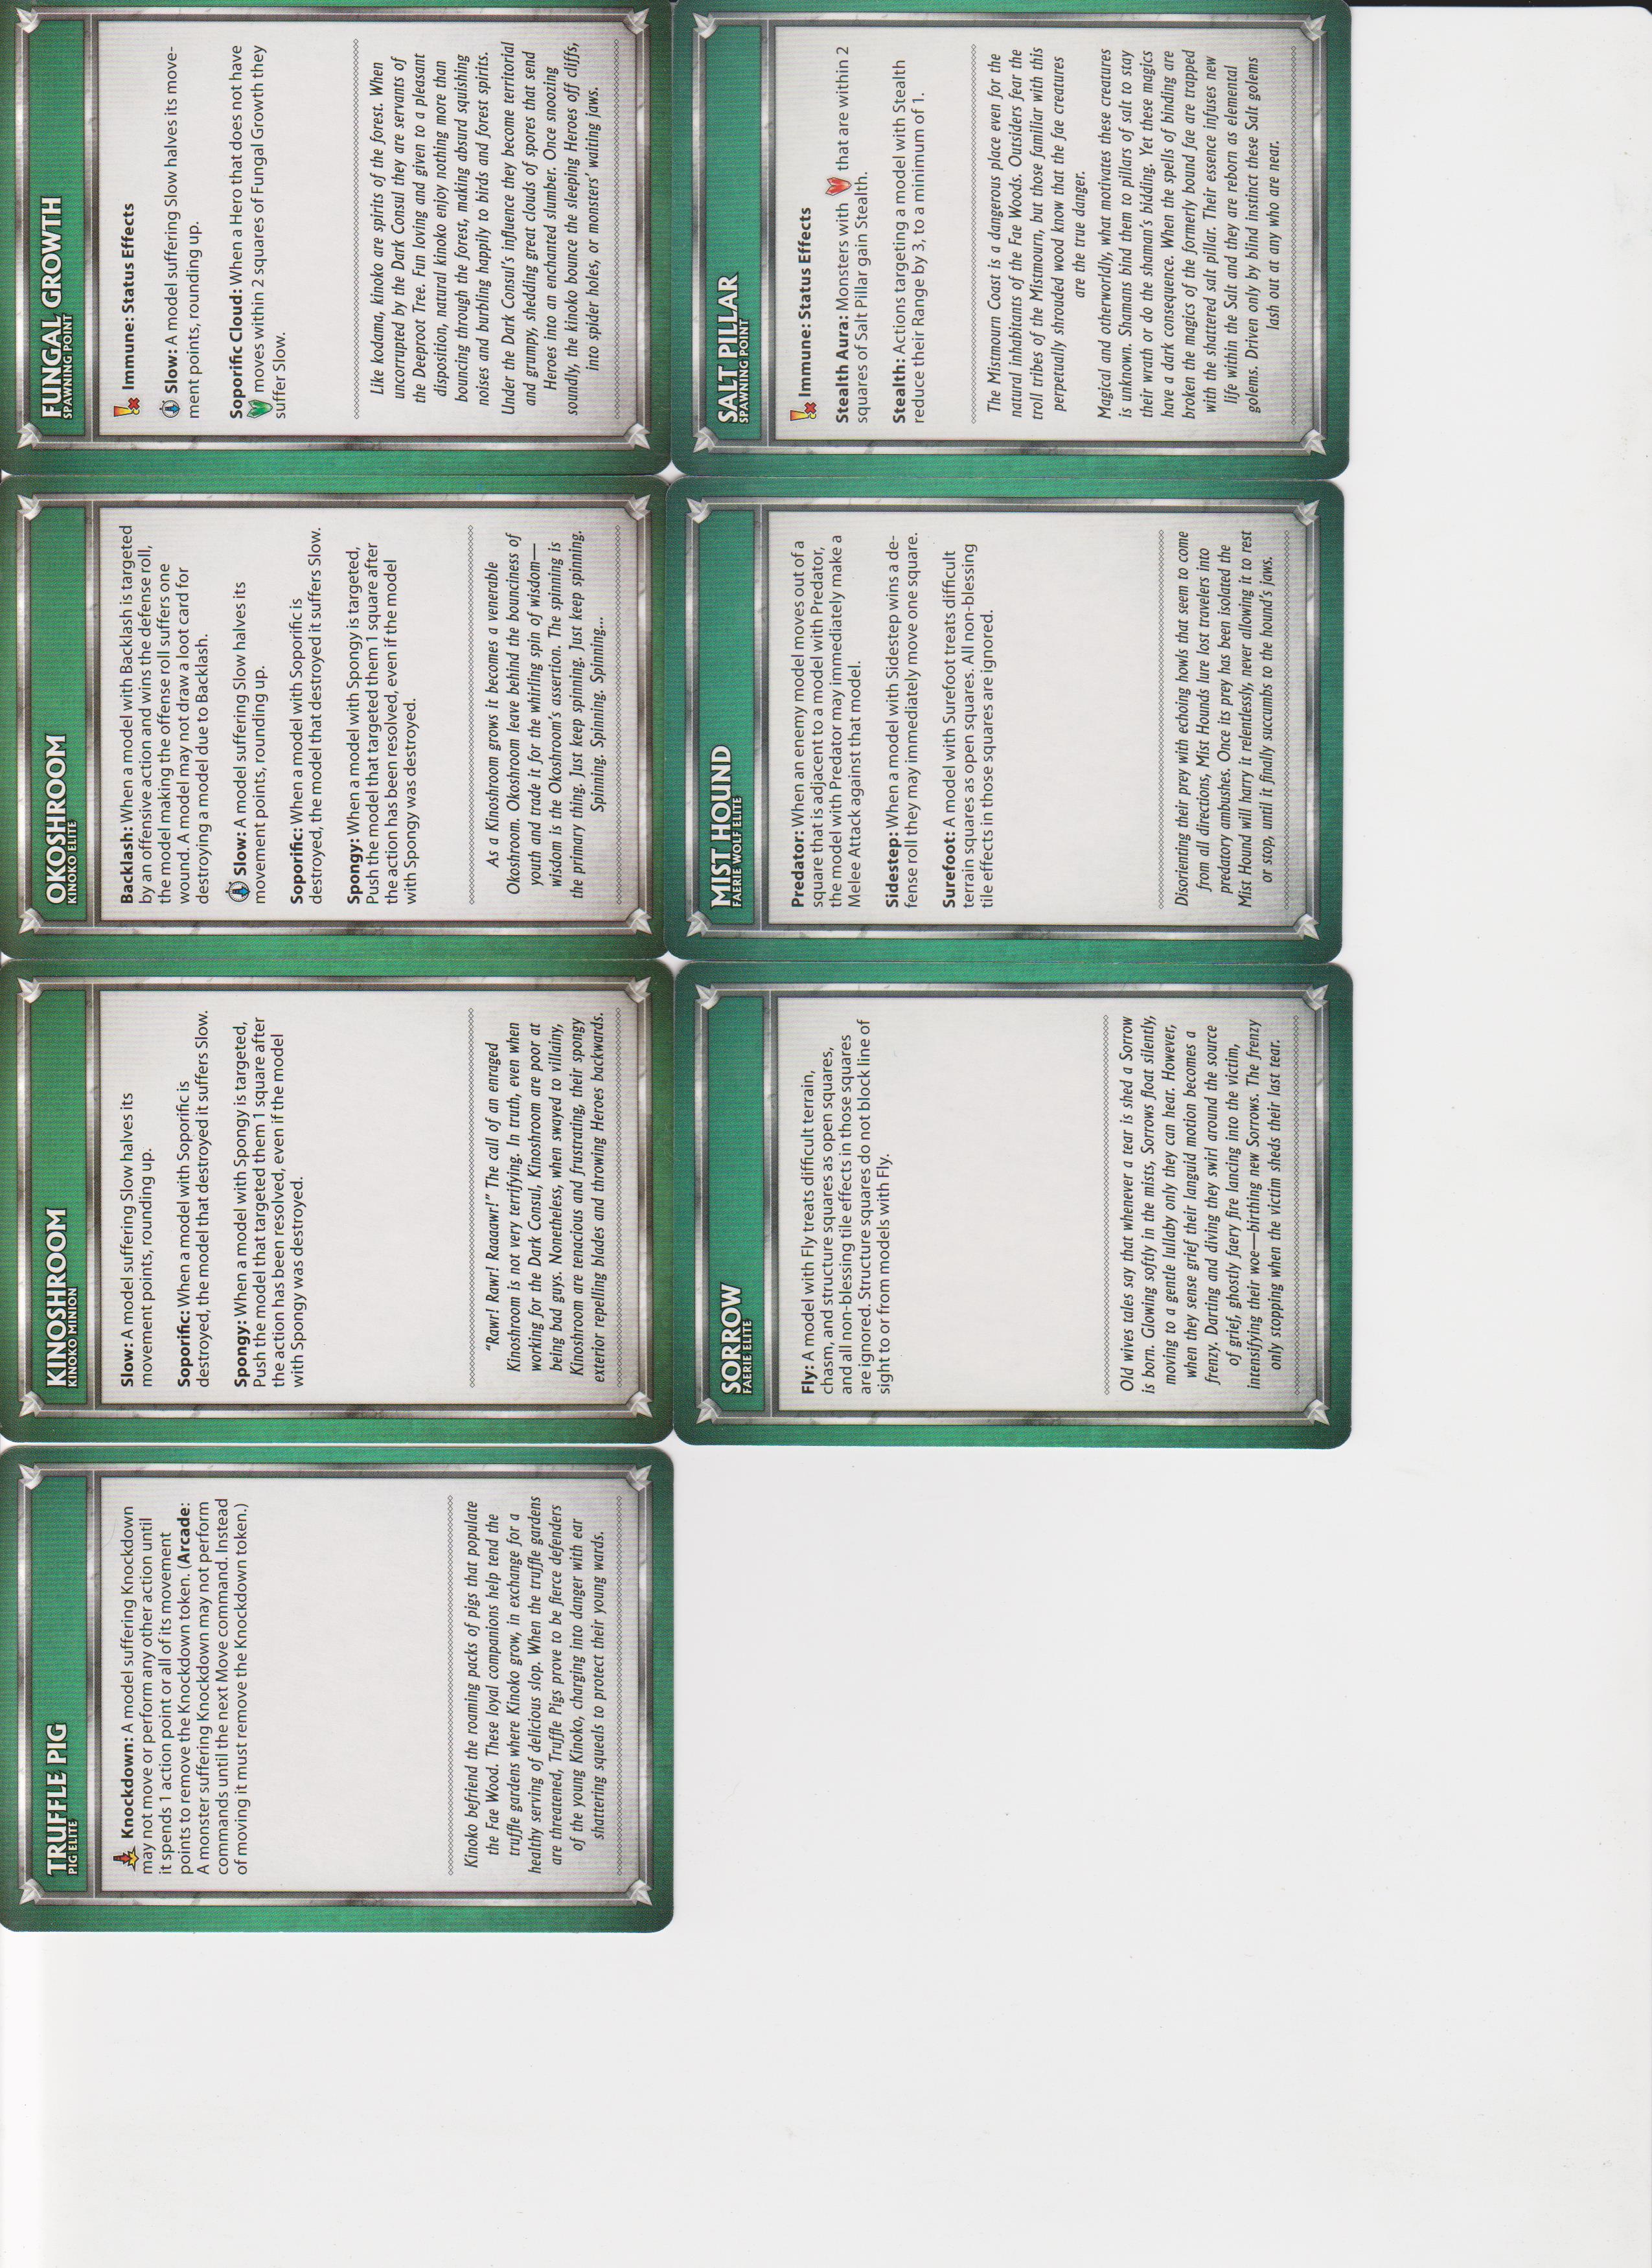 TRUFFLE PIG
PIG ELITE
Knockdown: A model suffering Knockdown
may not move or perform any other action until
it spends 1 action point or all of its movement
points to remove the Knockdown token. (Arcade:
A monster suffering Knockdown may not perform
commands until the next Move command. Instead
of moving it must remove the Knockdown token.)
Kinoko befriend the roaming packs of pigs that populate
the Fae Wood. These loyal companions help tend the
truffle gardens where Kinoko grow, in exchange for a
healthy serving of delicious slop. When the truffle gardens
are threatened, Truffle Pigs prove to be fierce defenders
of the young Kinoko, charging into danger with ear
shattering squeals to protect their young wards.
KINOSHROOM
KINOKO MINION
Slow: A model suffering Slow halves its
movement points, rounding up.
Soporific: When a model with Soporific is
destroyed, the model that destroyed it suffers Slow.
Spongy: When a model with Spongy is targeted,
Push the model that targeted them 1 square after
the action has been resolved, even if the model
with Spongy was destroyed.
"Rawr! Rawr! Raaaawr!" The call of an enraged
Kinoshroom is not very terrifying. In truth, even when
working for the Dark Consul, Kinoshroom are poor at
being bad guys. Nonetheless, when swayed to villainy,
Kinoshroom are tenacious and frustrating, their spongy
exterior repelling blades and throwing Heroes backwards.
OKOSHROOM
KINOKO ELITE
Backlash: When a model with Backlash is targeted
by an offensive action and wins the defense roll,
the model making the offense roll suffers one
wound. A model may not draw a loot card for
destroying a model due to Backlash.
Slow: A model suffering Slow halves its
movement points, rounding up.
Soporific: When a model with Soporific is
destroyed, the model that destroyed it suffers Slow.
Spongy: When a model with Spongy is targeted,
Push the model that targeted them 1 square after
the action has been resolved, even if the model
with Spongy was destroyed.
As a Kinoshroom grows it becomes a venerable
Okoshroom. Okoshroom leave behind the bounciness of
youth and trade it for the whirling spin of wisdom—
wisdom is the Okoshroom's assertion. The spinning is
the primary thing. Just keep spinning. Just keep spinning.
Spinning. Spinning. Spinning...
FUNGAL GROWTH
SPAWNING POINT
Immune: Status Effects
Slow: A model suffering Slow halves its move-
ment points, rounding up.
Soporific Cloud: When a Hero that does not have
moves within 2 squares of Fungal Growth they
suffer Slow.
Like kodama, kinoko are spirits of the forest. When
uncorrupted by the Dark Consul they are servants of
the Deeproot Tree. Fun loving and given to a pleasant
disposition, natural kinoko enjoy nothing more than
bouncing through the forest, making absurd squishing
noises and burbling happily to birds and forest spirits.
Under the Dark Consul's influence they become territorial
and grumpy, shedding great clouds of spores that send
Heroes into an enchanted slumber. Once snoozing
soundly, the kinoko bounce the sleeping Heroes off cliffs,
into spider holes, or monsters' waiting jaws.
SORROW
FAERIE ELITE
Fly: A model with Fly treats difficult terrain,
chasm, and structure squares as open squares,
and all non-blessing tile effects in those squares
are ignored. Structure squares do not block line of
sight to or from models with Fly.
Old wives tales say that whenever a tear is shed a Sorrow
is born. Glowing softly in the mists, Sorrows float silently,
moving to a gentle lullaby only they can hear. However,
when they sense grief their languid motion becomes a
frenzy. Darting and diving they swirl around the source
of grief, ghostly faery fire lancing into the victim,
intensifying their woe—birthing new Sorrows. The frenzy
only stopping when the victim sheds their last tear.
MIST HOUND
FAERIE WOLF ELITE
Predator: When an enemy model moves out of a
square that is adjacent to a model with Predator,
the model with Predator may immediately make a
Melee Attack against that model.
Sidestep: When a model with Sidestep wins a de-
fense roll they may immediately move one square.
Surefoot: A model with Surefoot treats difficult
terrain squares as open squares. All non-blessing
tile effects in those squares are ignored.
Disorienting their prey with echoing howls that seem to come
from all directions, Mist Hounds lure lost travelers into
predatory ambushes. Once its prey has been isolated the
Mist Hound will harry it relentlessly, never allowing it to rest
or stop, until it finally succumbs to the hound's jaws.
SALT PILLAR
SPAWNING POINT
Immune: Status Effects
Stealth Aura: Monsters with that are within 2
squares of Salt Pillar gain Stealth.
Stealth: Actions targeting a model with Stealth
reduce their Range by 3, to a minimum of 1.
The Mistmourn Coast is a dangerous place even for the
natural inhabitants of the Fae Woods. Outsiders fear the
troll tribes of the Mistmourn, but those familiar with this
perpetually shrouded wood know that the fae creatures
are the true danger.
Magical and otherworldly, what motivates these creatures
is unknown. Shamans bind them to pillars of salt to stay
their wrath or do the shaman's bidding. Yet these magics
have a dark consequence. When the spells of binding are
broken the magics of the formerly bound fae are trapped
with the shattered salt pillar. Their essence infuses new
life within the Salt and they are reborn as elemental
golems. Driven only by blind instinct these Salt golems
lash out at any who are near.